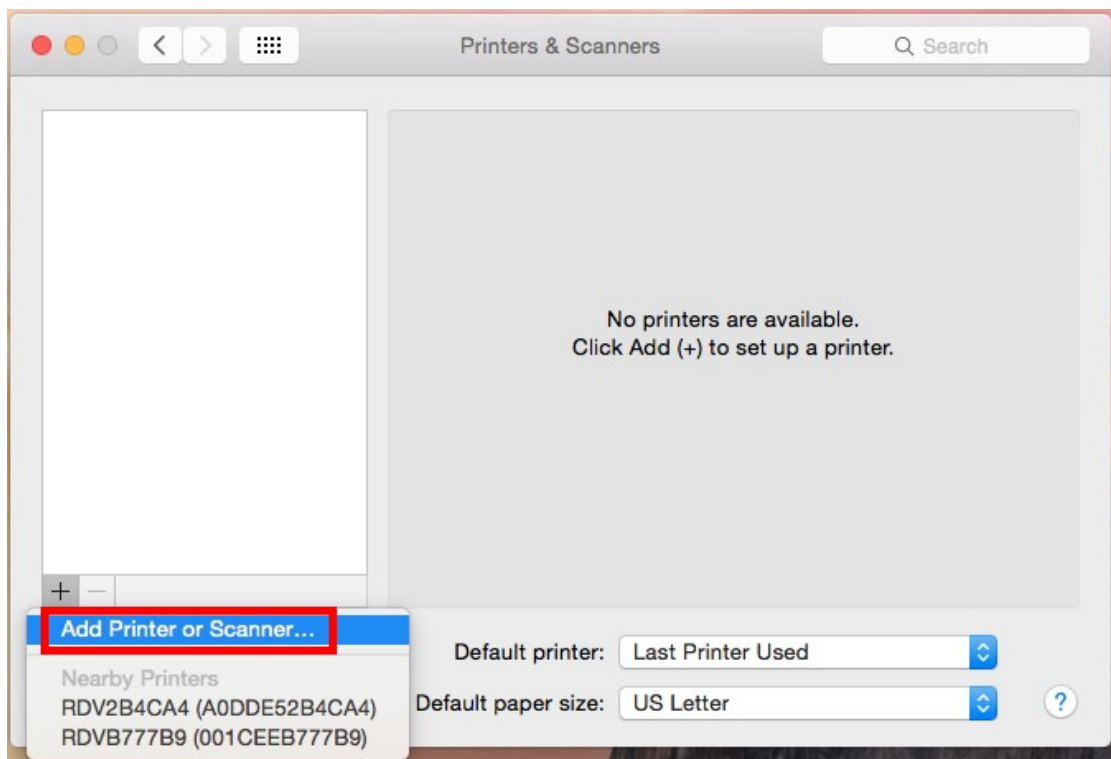 Printers & Scanners
Search
No printers are available.
Click Add (+) to set up a printer.
+ −
Add Printer or Scanner...
Nearby Printers
RDV2B4CA4 (A0DDE52B4CA4)
RDVB777B9 (001CEEB777B9)
Default printer: Last Printer Used
Default paper size: US Letter
?